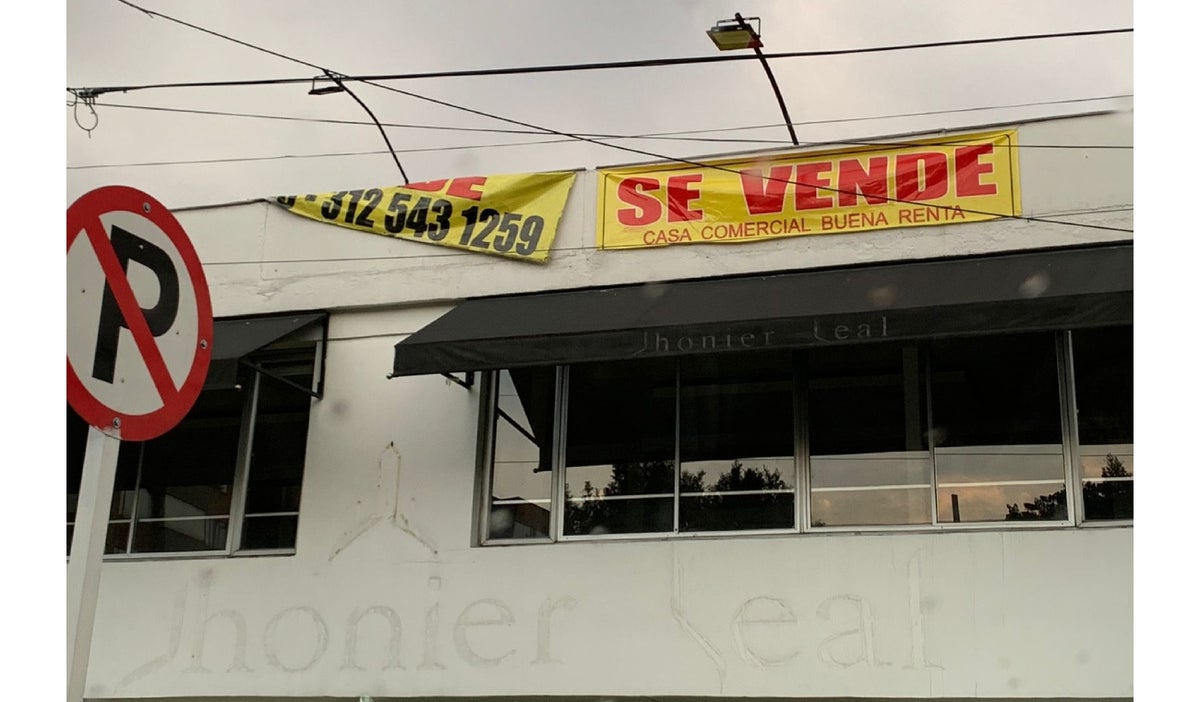 SE VENDE
CASA COMERCIAL BUENA RENTA
312 543 1259
Jhonier Leal
P
Jhonier Leal